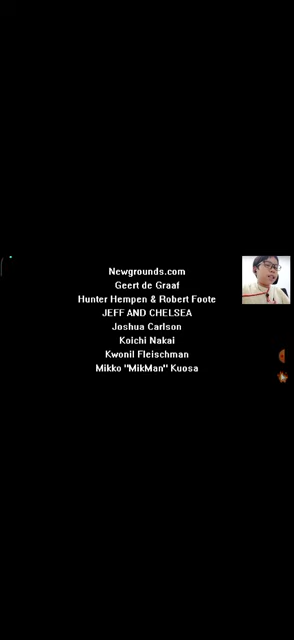 Newgrounds.com
Geert de Graaf
Hunter Hempen & Robert Foote
JEFF AND CHELSEA
Joshua Carlson
Koichi Nakai
Kwonil Fleischman
Mikko "MikMan" Kuosa